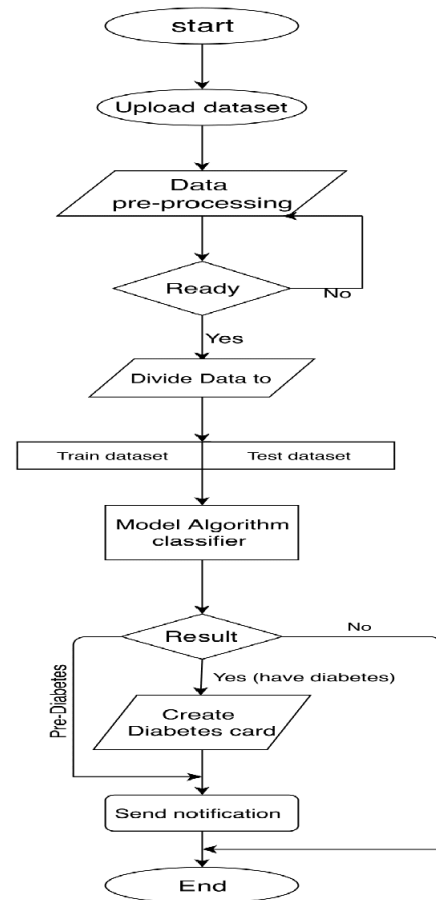 start
Upload dataset
Data
pre-processing
Ready
No
Yes
Divide Data to
Train dataset
Test dataset
Model Algorithm
classifier
Result
No
Pre-Diabetes
Yes (have diabetes)
Create
Diabetes card
Send notification
End